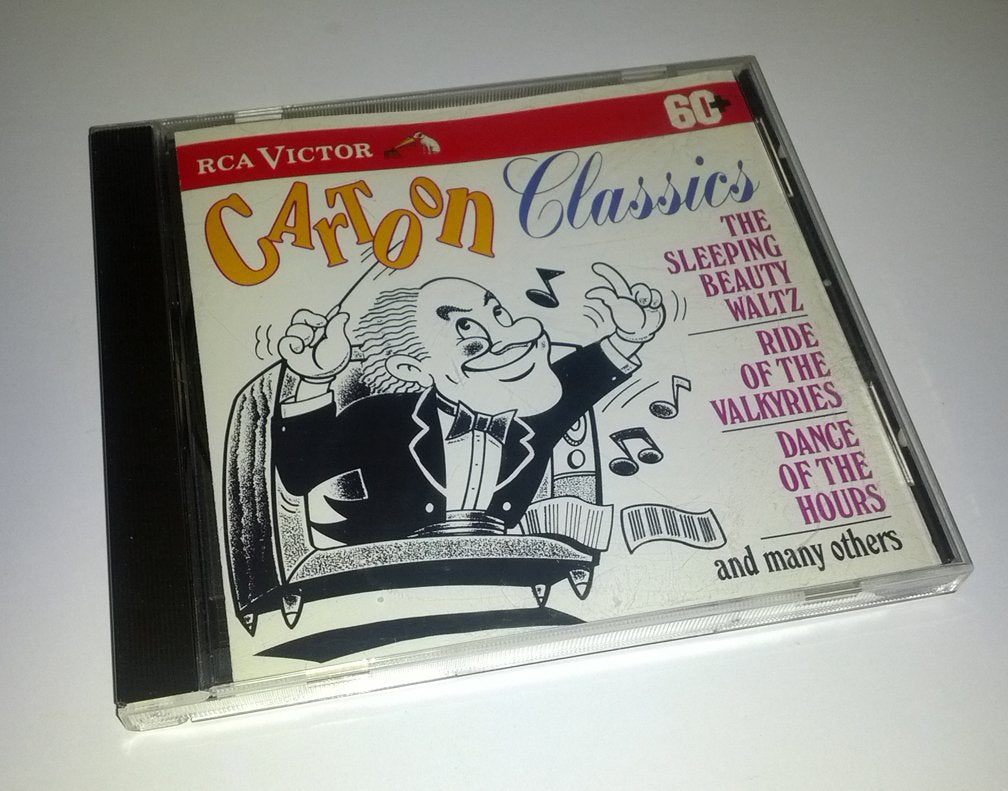 RCA VICTOR
60+
CARTOON Classics
THE
SLEEPING
BEAUTY
WALTZ
RIDE
OF THE
VALKYRIES
DANCE
OF THE
HOURS
and many others